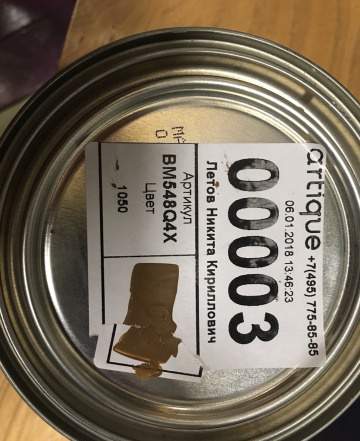 artique +7(495) 775-85-85
06.01.2018 13:46:23
00003
Летов Никита Кириллович
Артикул
BM548Q4X
Цвет
1050